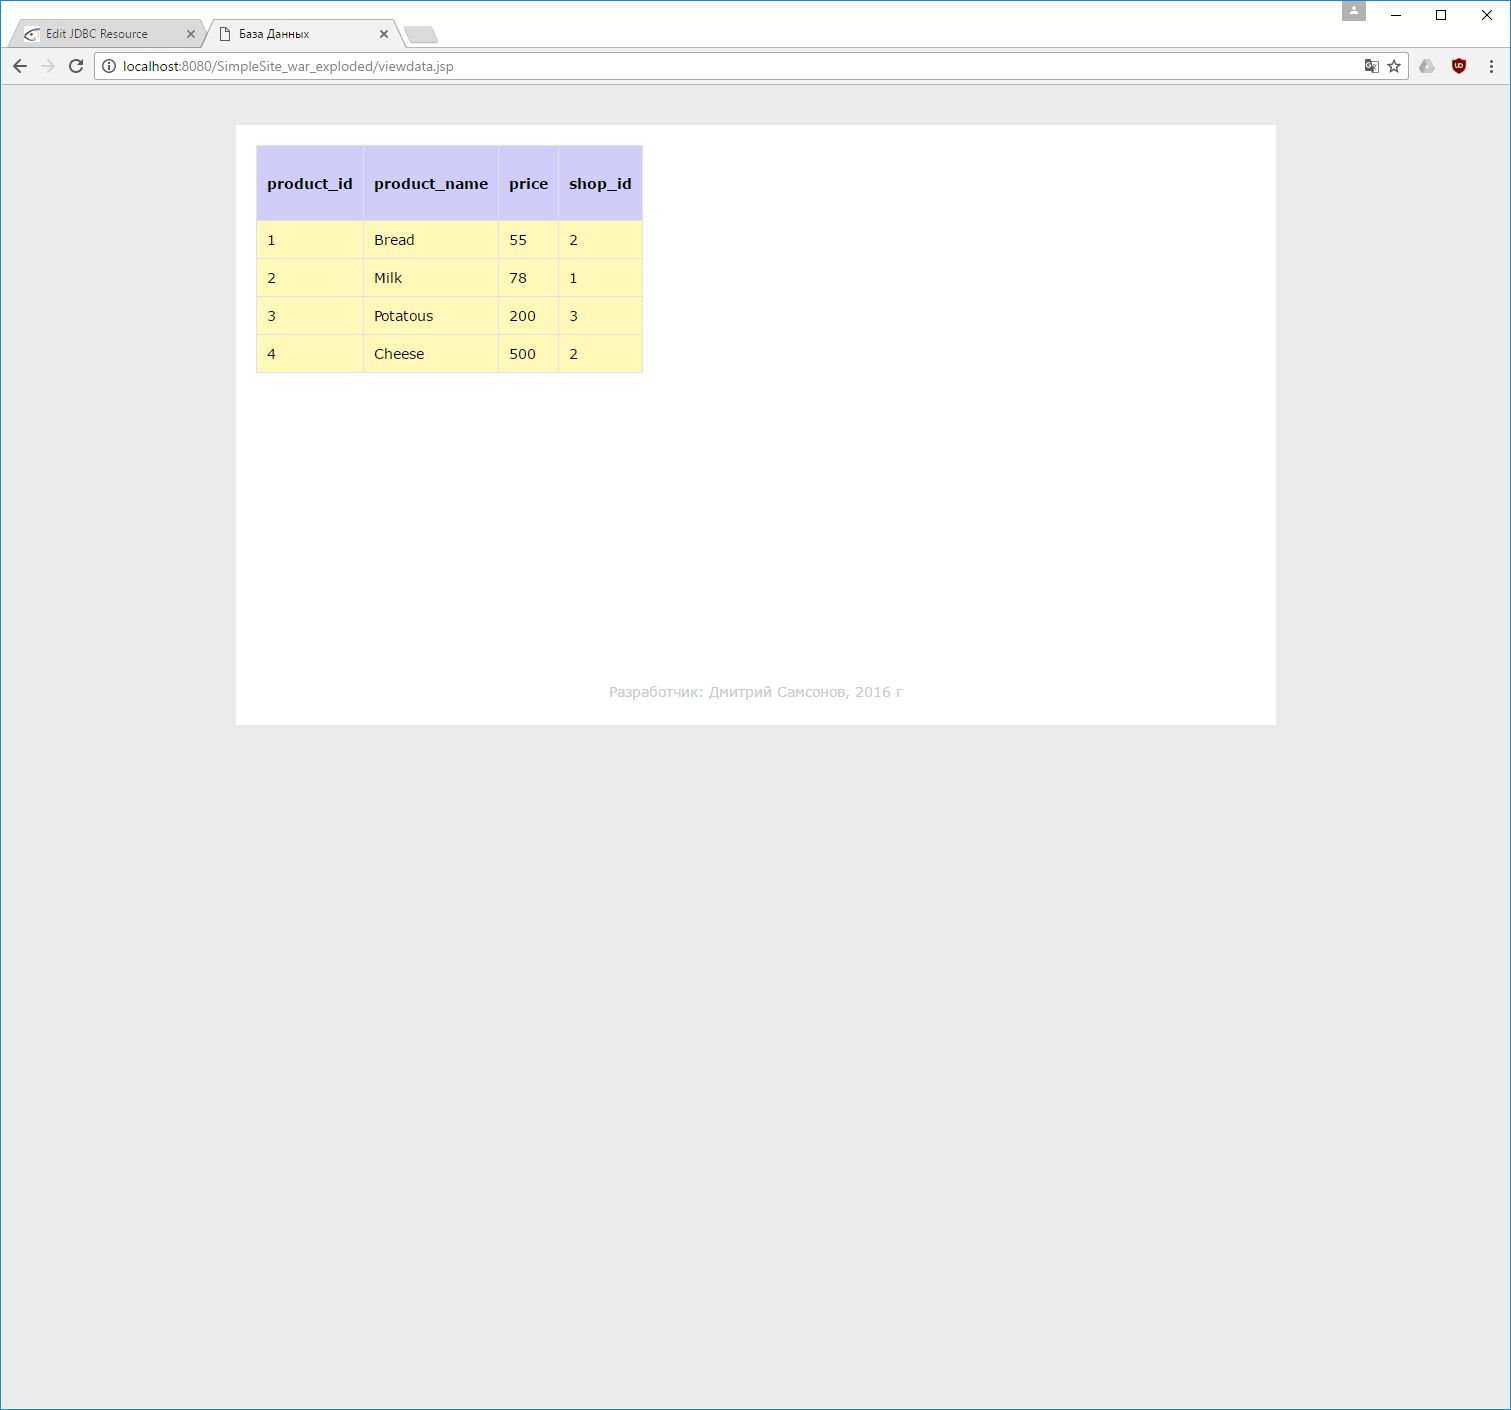 Edit JDBC Resource
База Данных
localhost:8080/SimpleSite_war_exploded/viewdata.jsp
product_id product_name price shop_id
1 Bread 55 2
2 Milk 78 1
3 Potatous 200 3
4 Cheese 500 2
Разработчик: Дмитрий Самсонов, 2016 г